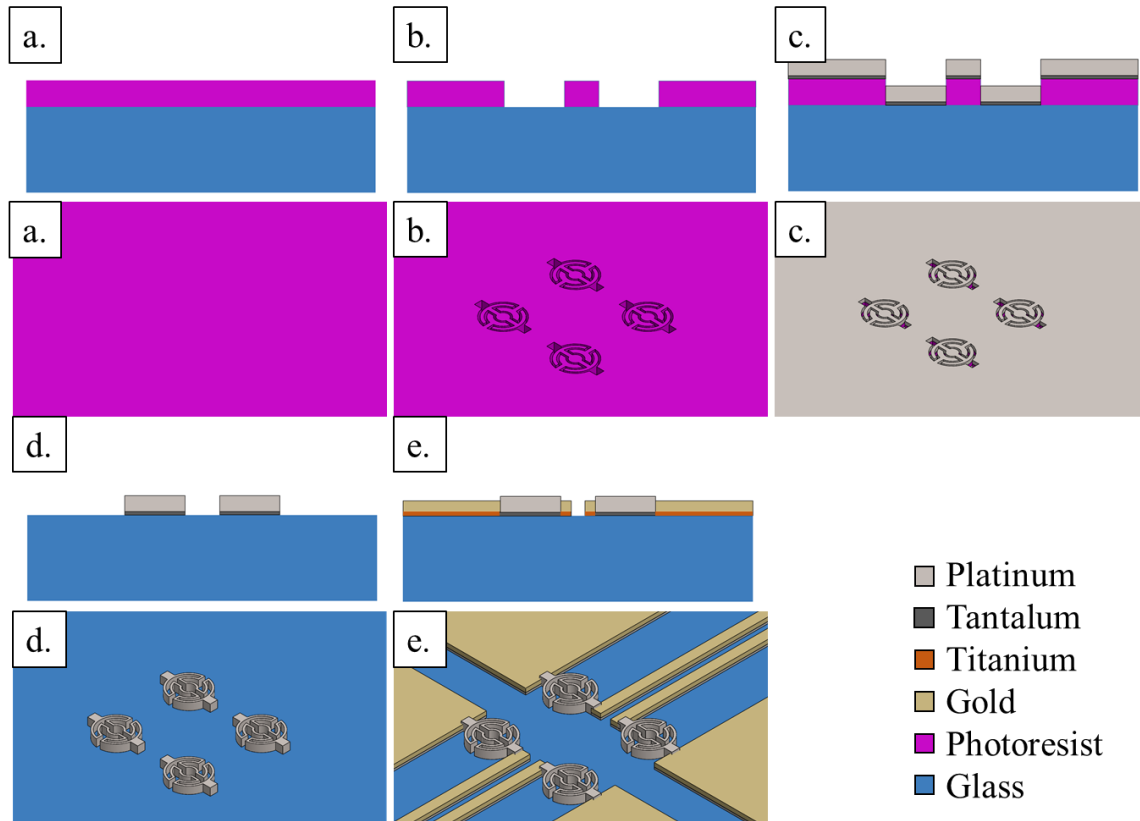 a.
b.
c.
a.
b.
c.
d.
e.
d.
e.
Platinum
Tantalum
Titanium
Gold
Photoresist
Glass